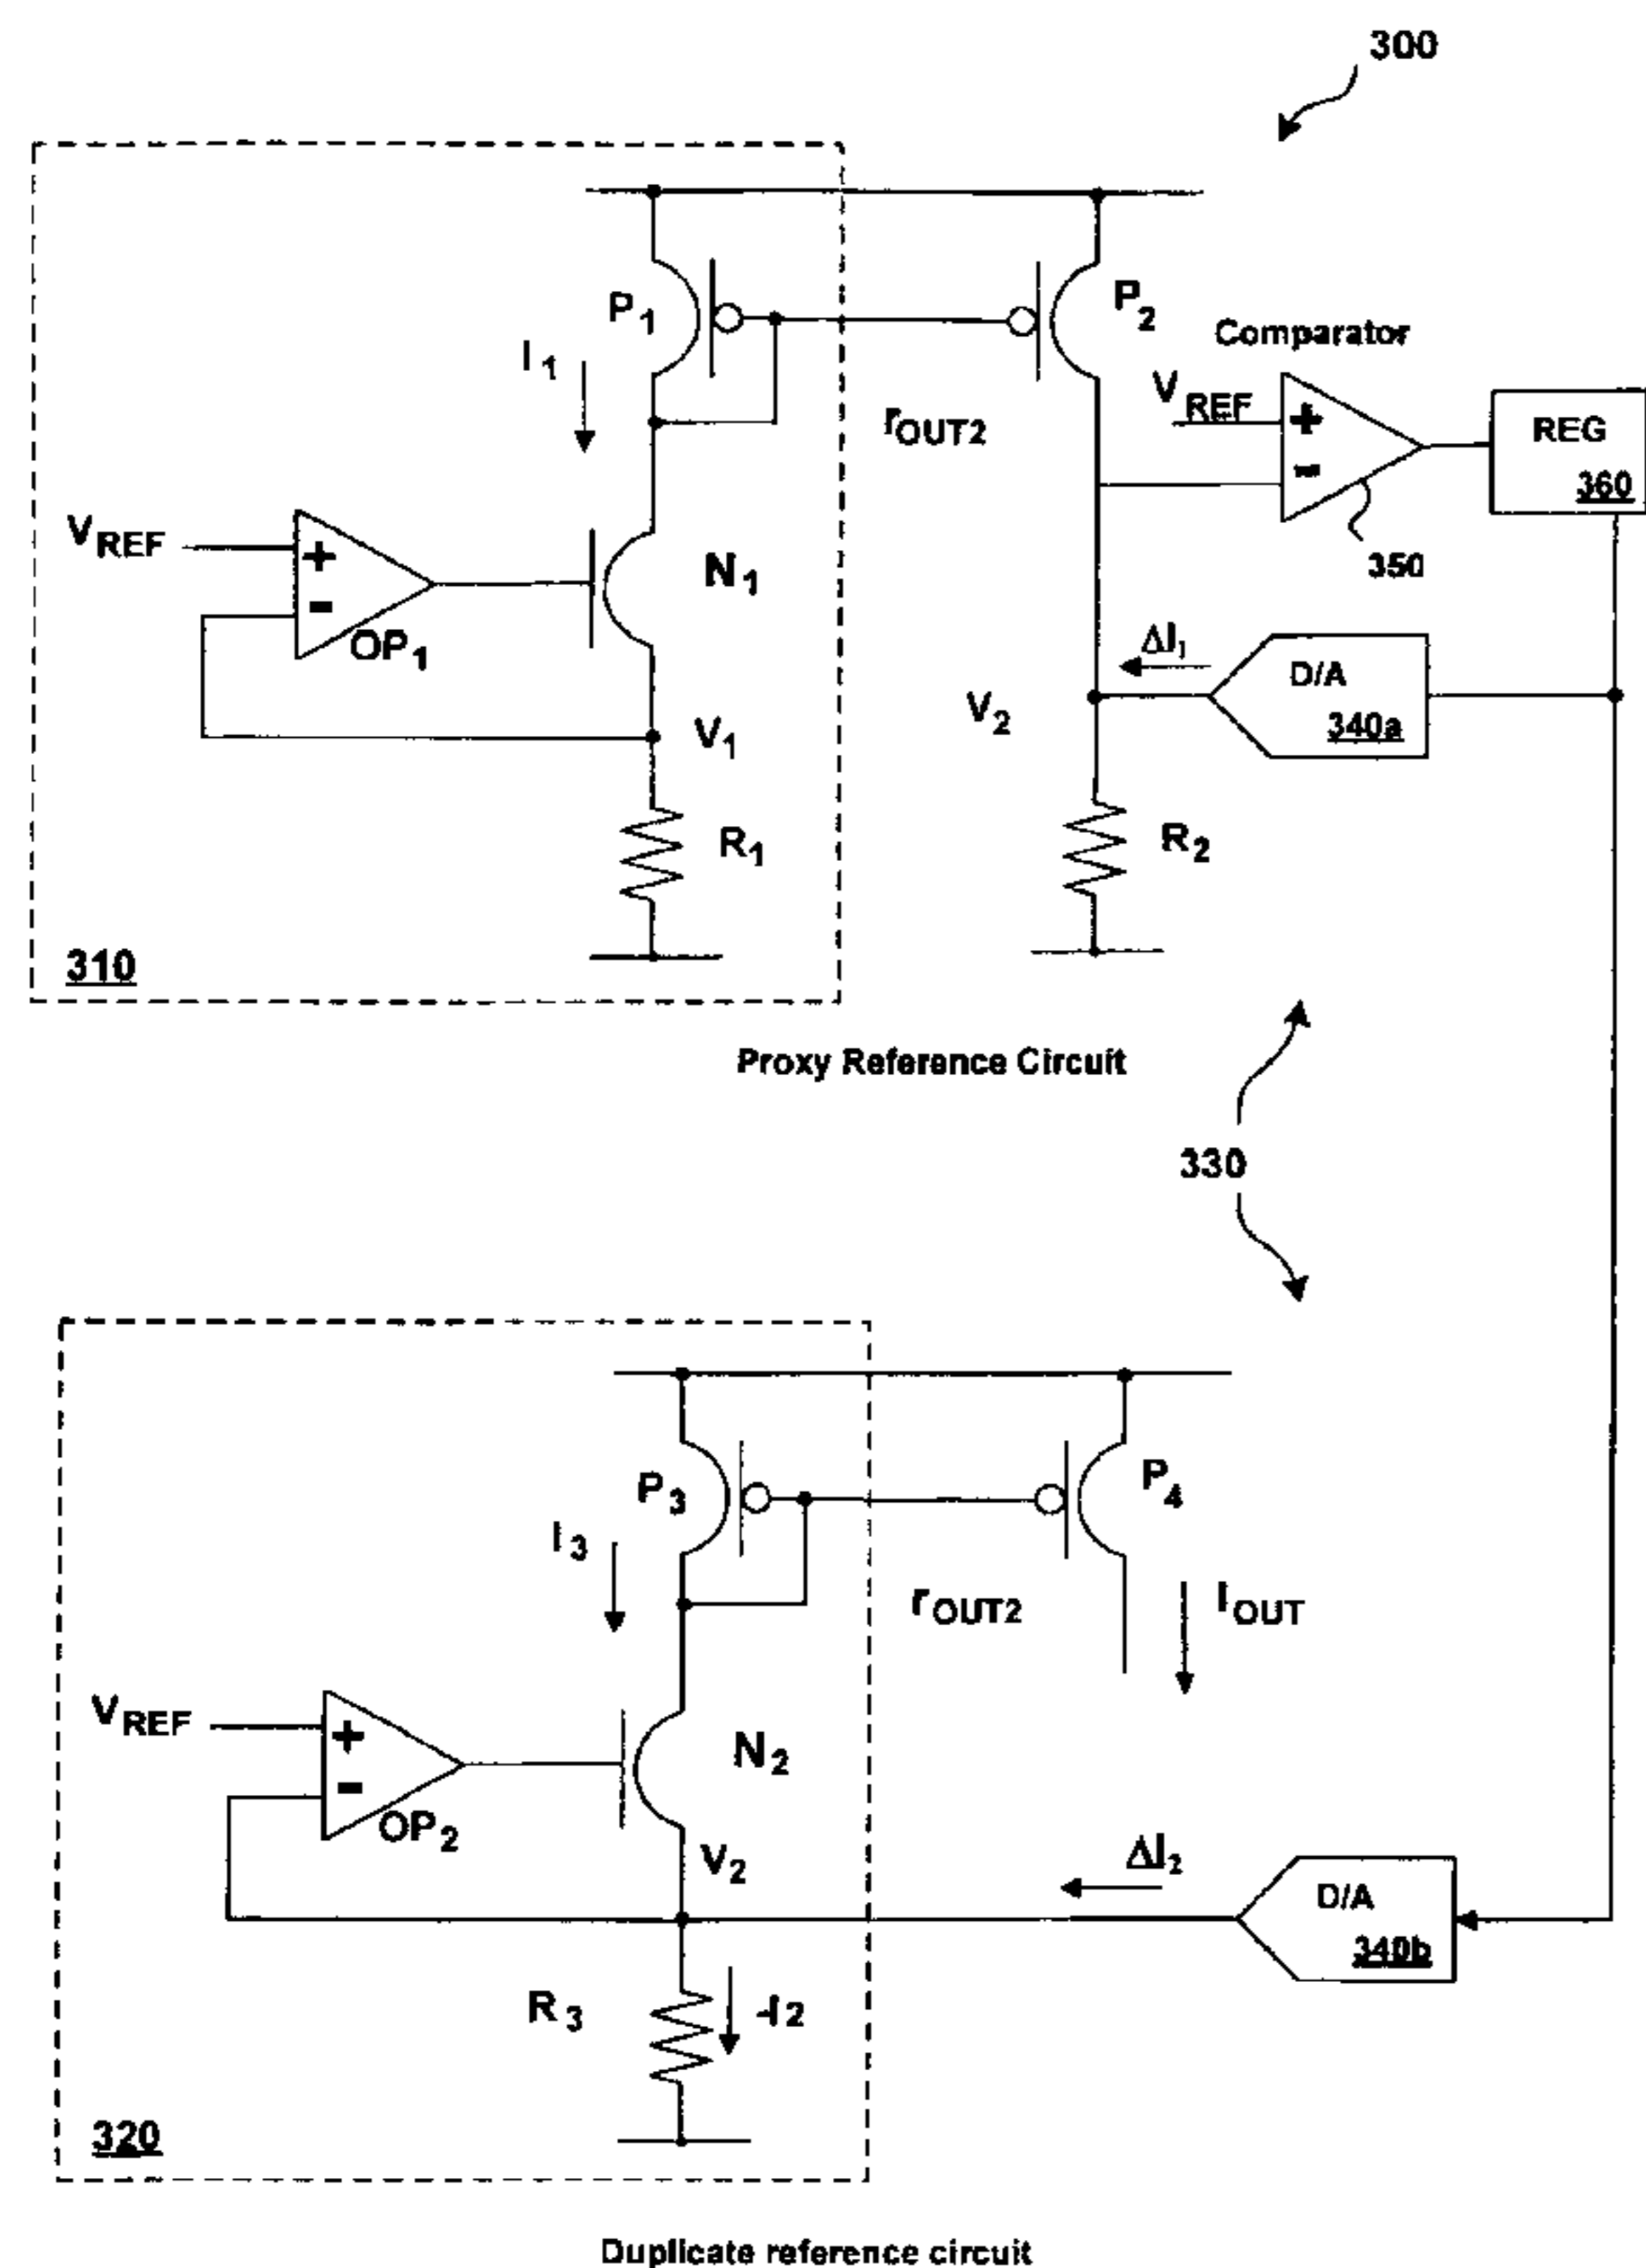 300
P1
P2
I1
Comparator
VREF
+
-
rOUT2
REG
360
350
VREF
+
-
OP1
N1
ΔI1
D/A
340a
V1
V2
R1
R2
310
Proxy Reference Circuit
330
P3
P4
I3
rOUT2
IOUT
VREF
+
-
OP2
N2
V2
ΔI2
D/A
340b
R3
-I2
320
Duplicate reference circuit